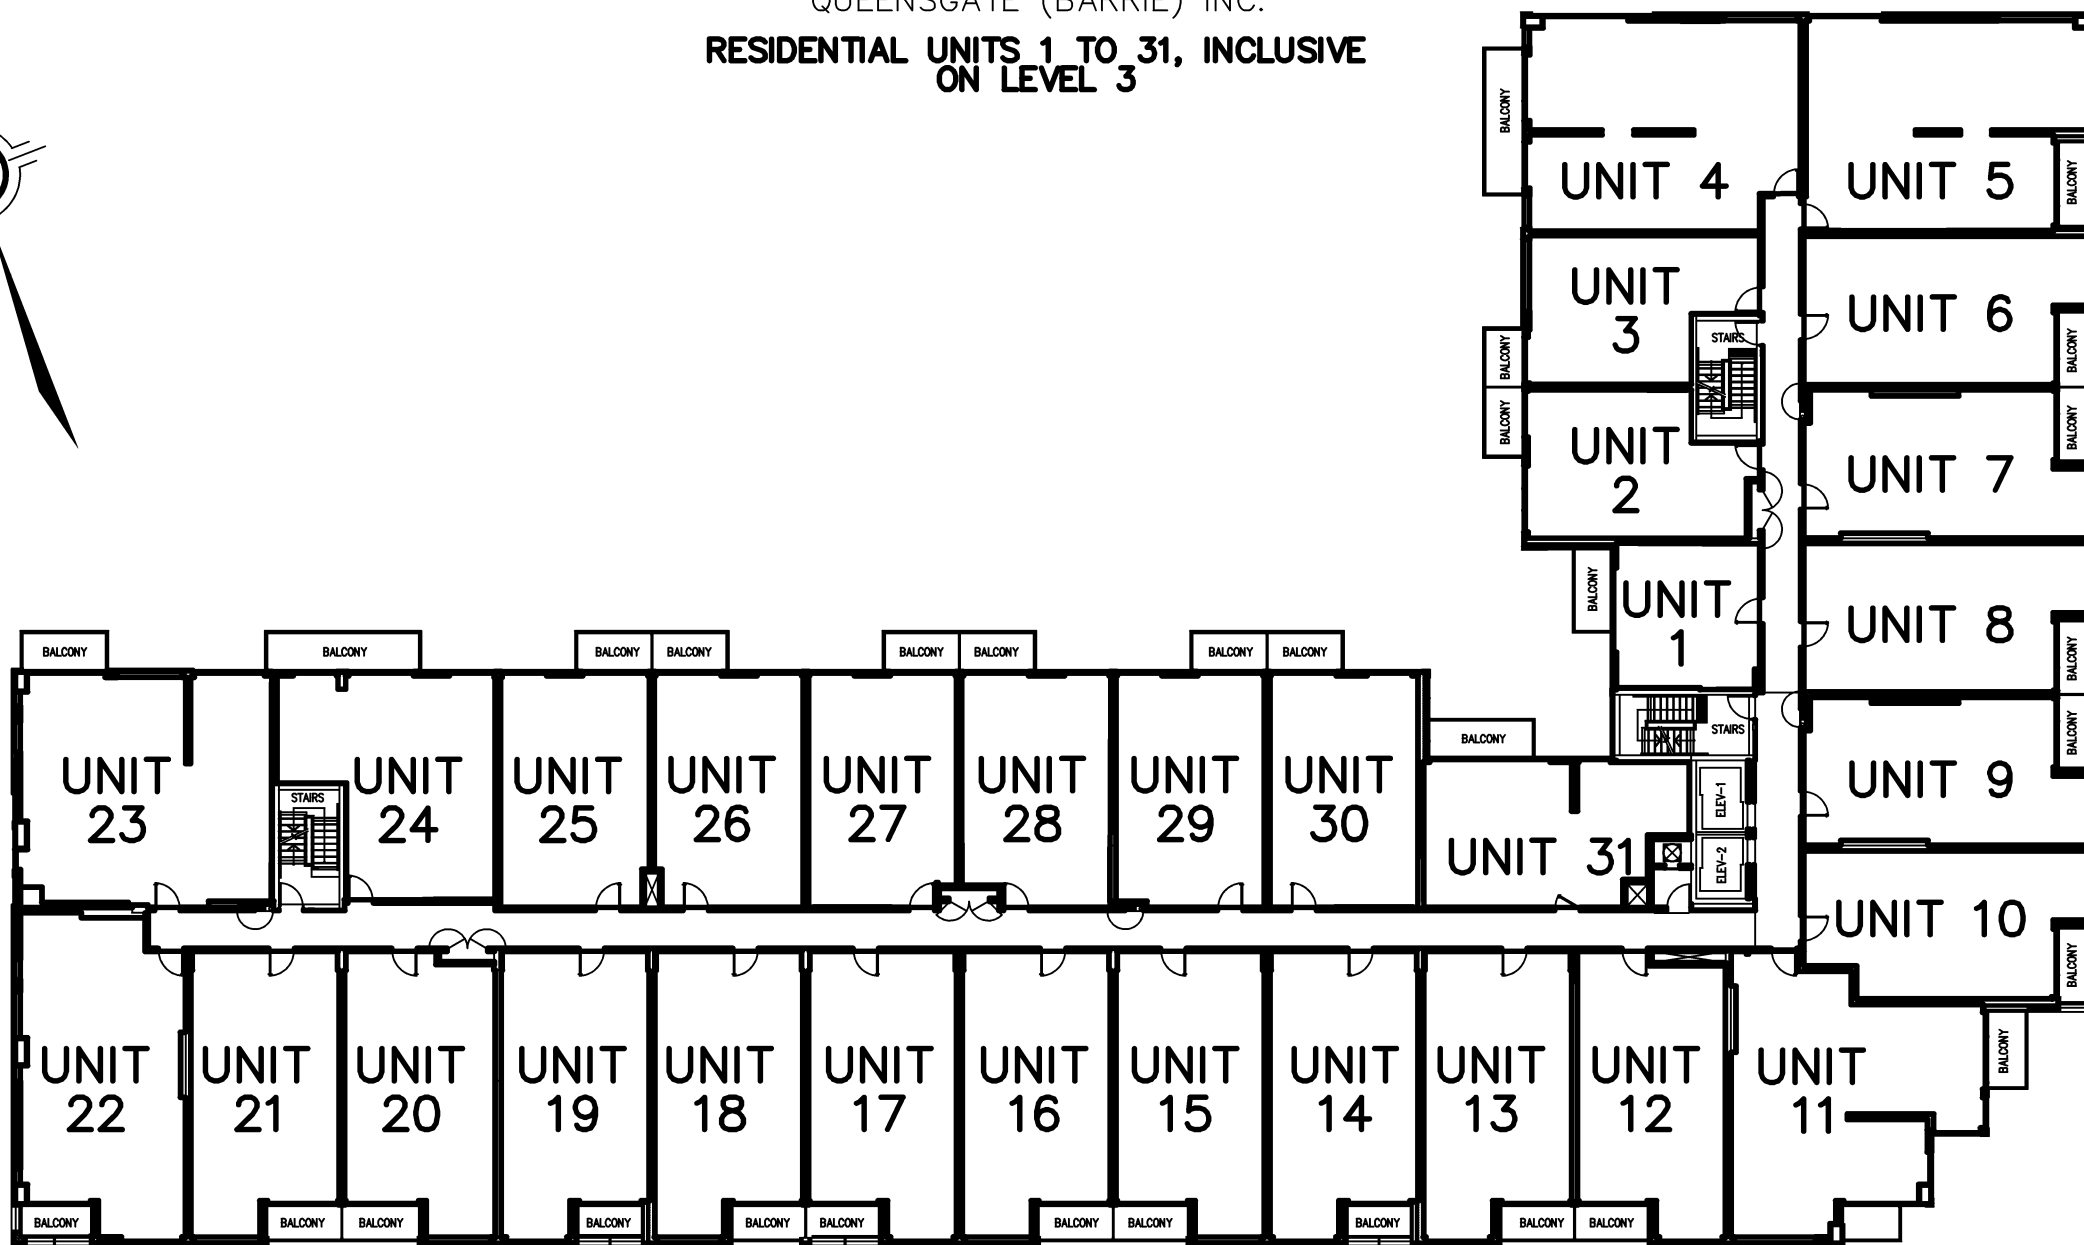 QUEENSGATE (BARRIE) INC.
RESIDENTIAL UNITS 1 TO 31, INCLUSIVE
ON LEVEL 3
BALCONY
UNIT 4
UNIT 5
BALCONY
UNIT
3
STAIRS
UNIT 6
BALCONY
BALCONY
BALCONY
BALCONY
UNIT
2
UNIT 7
BALCONY
UNIT
1
UNIT 8
BALCONY
BALCONY
STAIRS
UNIT 9
BALCONY
BALCONY
BALCONY
BALCONY
BALCONY
BALCONY
BALCONY
BALCONY
BALCONY
BALCONY
UNIT
23
STAIRS
UNIT
24
UNIT
25
UNIT
26
UNIT
27
UNIT
28
UNIT
29
UNIT
30
UNIT 31
ELEV-1
ELEV-2
UNIT 10
BALCONY
UNIT
22
UNIT
21
UNIT
20
UNIT
19
UNIT
18
UNIT
17
UNIT
16
UNIT
15
UNIT
14
UNIT
13
UNIT
12
UNIT
11
BALCONY
BALCONY
BALCONY
BALCONY
BALCONY
BALCONY
BALCONY
BALCONY
BALCONY
BALCONY
BALCONY
BALCONY